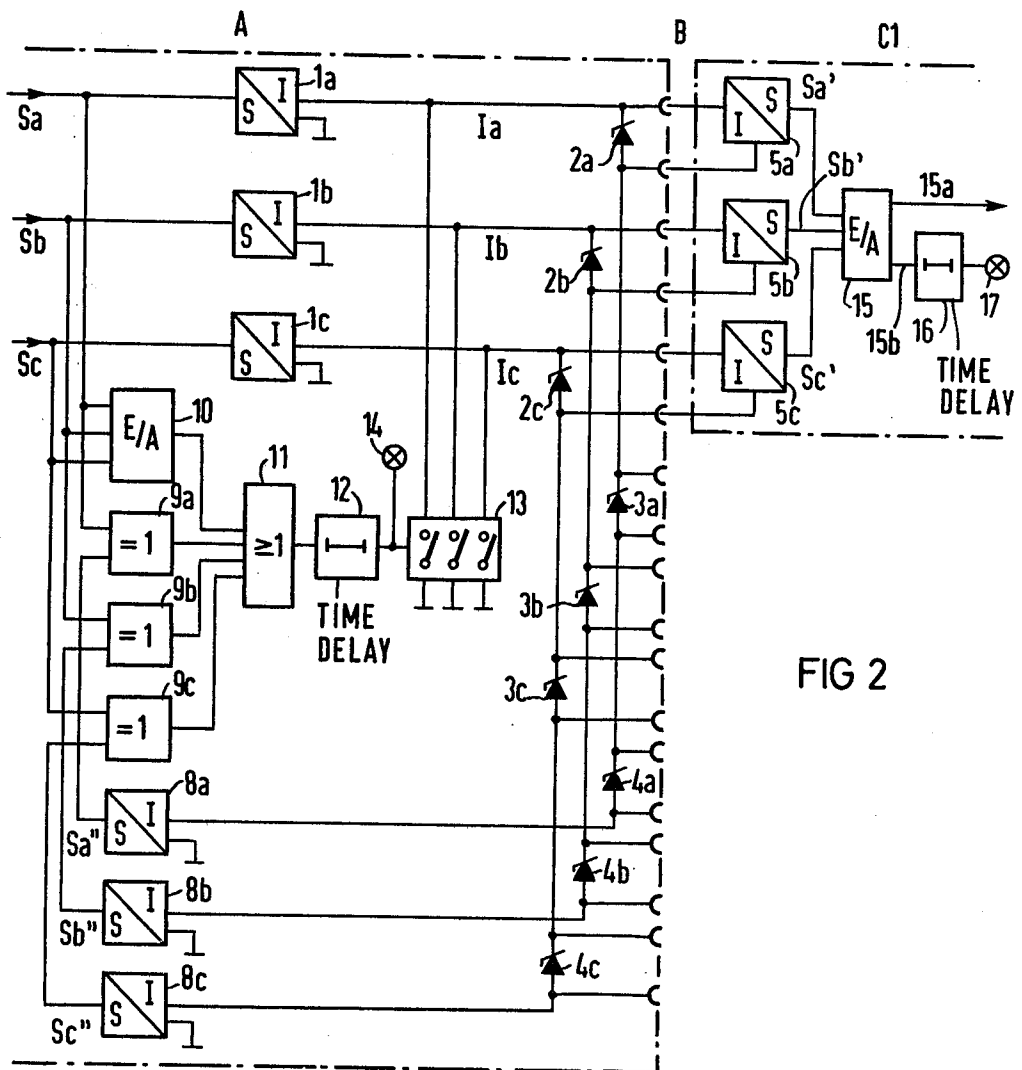 A
B
C1
Sa
S I
1a
Ia
2a
I S
5a
Sa'
Sb
S I
1b
Ib
2b
I S
5b
Sb'
E/A
15
15a
15b
16
17
TIME
DELAY
Sc
S I
1c
Ic
2c
I S
5c
Sc'
E/A
10
9a
=1
9b
=1
9c
=1
11
≥1
12
TIME
DELAY
14
13
3a
3b
3c
4a
4b
4c
FIG 2
S I
8a
Sa"
S I
8b
Sb"
S I
8c
Sc"